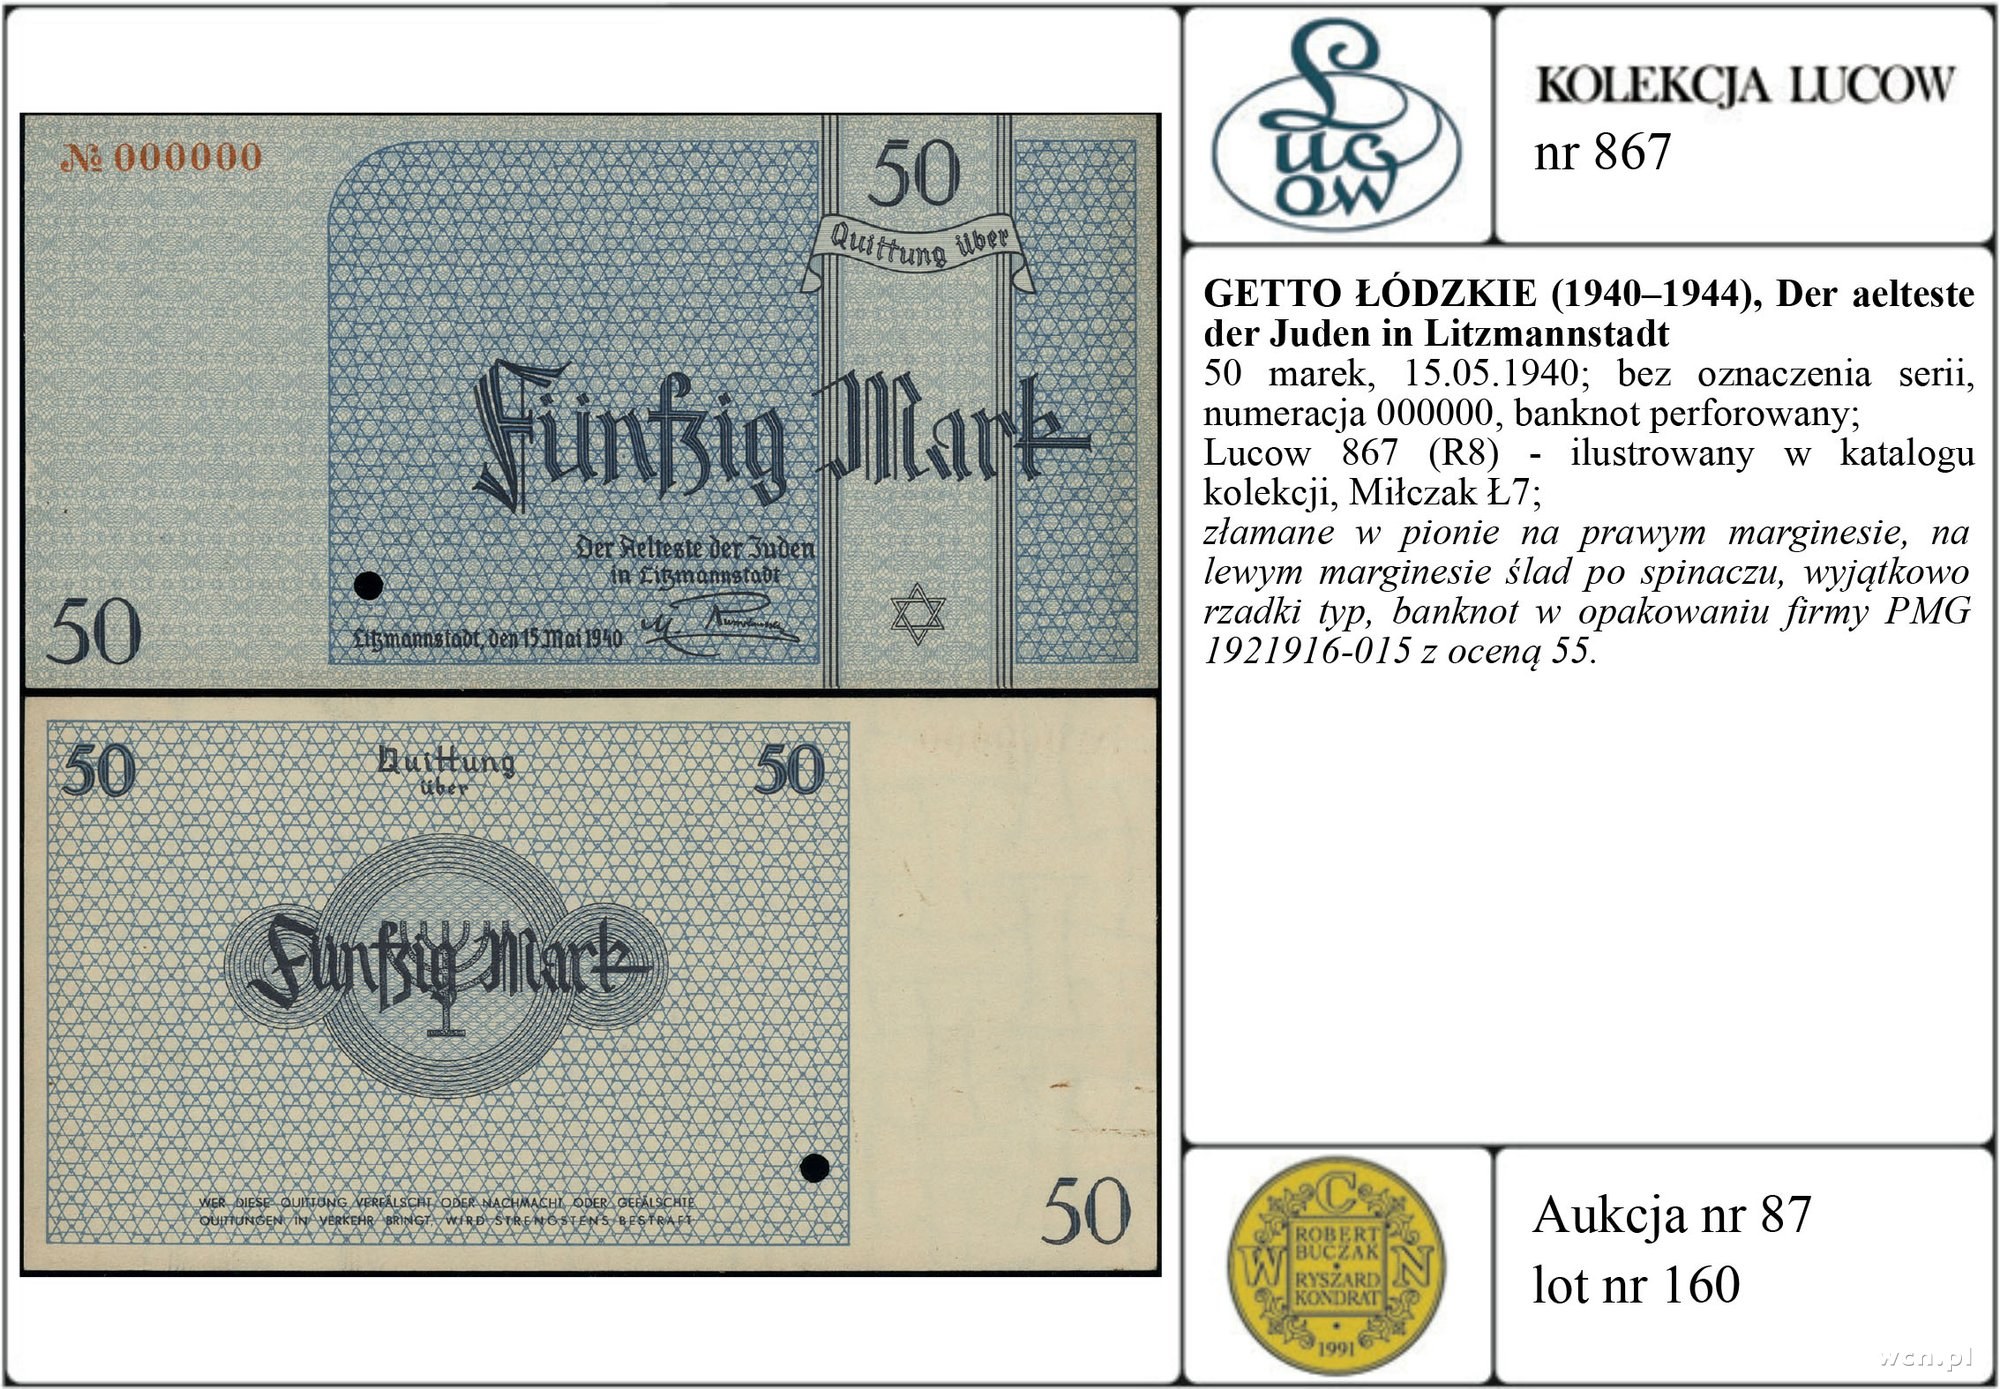 № 000000
50
Quittung über
Fünfzig Mark
Der Aelteste der Juden
in Litzmannstadt
Litzmannstadt, den 15. Mai 1940
50
50
Quittung
über
50
Fünfzig Mark
WER DIESE QUITTUNG VERFÄLSCHT ODER NACHMACHT ODER GEFÄLSCHTE
QUITTUNGEN IN VERKEHR BRINGT, WIRD STRENGSTENS BESTRAFT
50
Lucow
KOLEKCJA LUCOW
nr 867
GETTO ŁÓDZKIE (1940–1944), Der aelteste
der Juden in Litzmannstadt
50 marek, 15.05.1940; bez oznaczenia serii,
numeracja 000000, banknot perforowany;
Lucow 867 (R8) - ilustrowany w katalogu
kolekcji, Miłczak Ł7;
złamane w pionie na prawym marginesie, na
lewym marginesie ślad po spinaczu, wyjątkowo
rzadki typ, banknot w opakowaniu firmy PMG
1921916-015 z oceną 55.
W C N
ROBERT
BUCZAK
RYSZARD
KONDRAT
1991
Aukcja nr 87
lot nr 160
wcn.pl